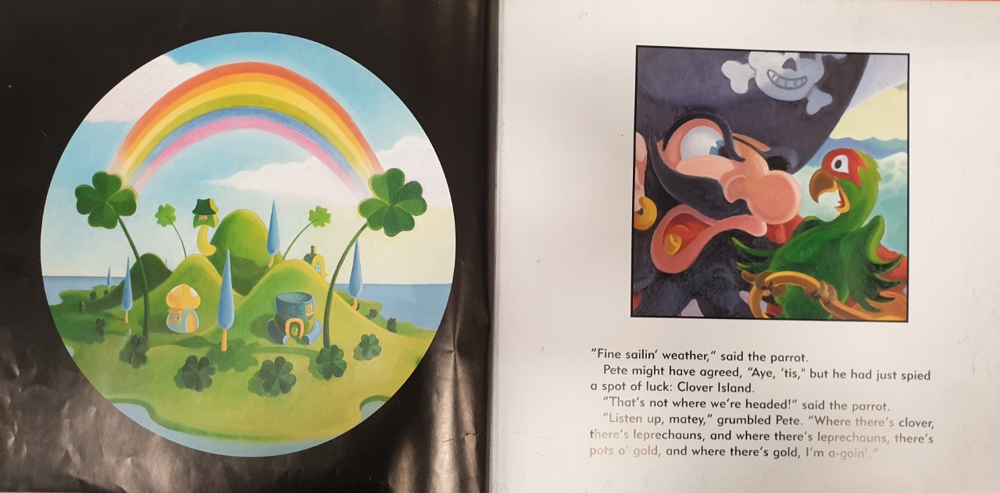 "Fine sailin' weather," said the parrot.
Pete might have agreed, "Aye, 'tis," but he had just spied
a spot of luck: Clover Island.
"That's not where we're headed!" said the parrot.
"Listen up, matey," grumbled Pete. "Where there's clover,
there's leprechauns, and where there's leprechauns, there's
pots o' gold, and where there's gold, I'm a-goin'."